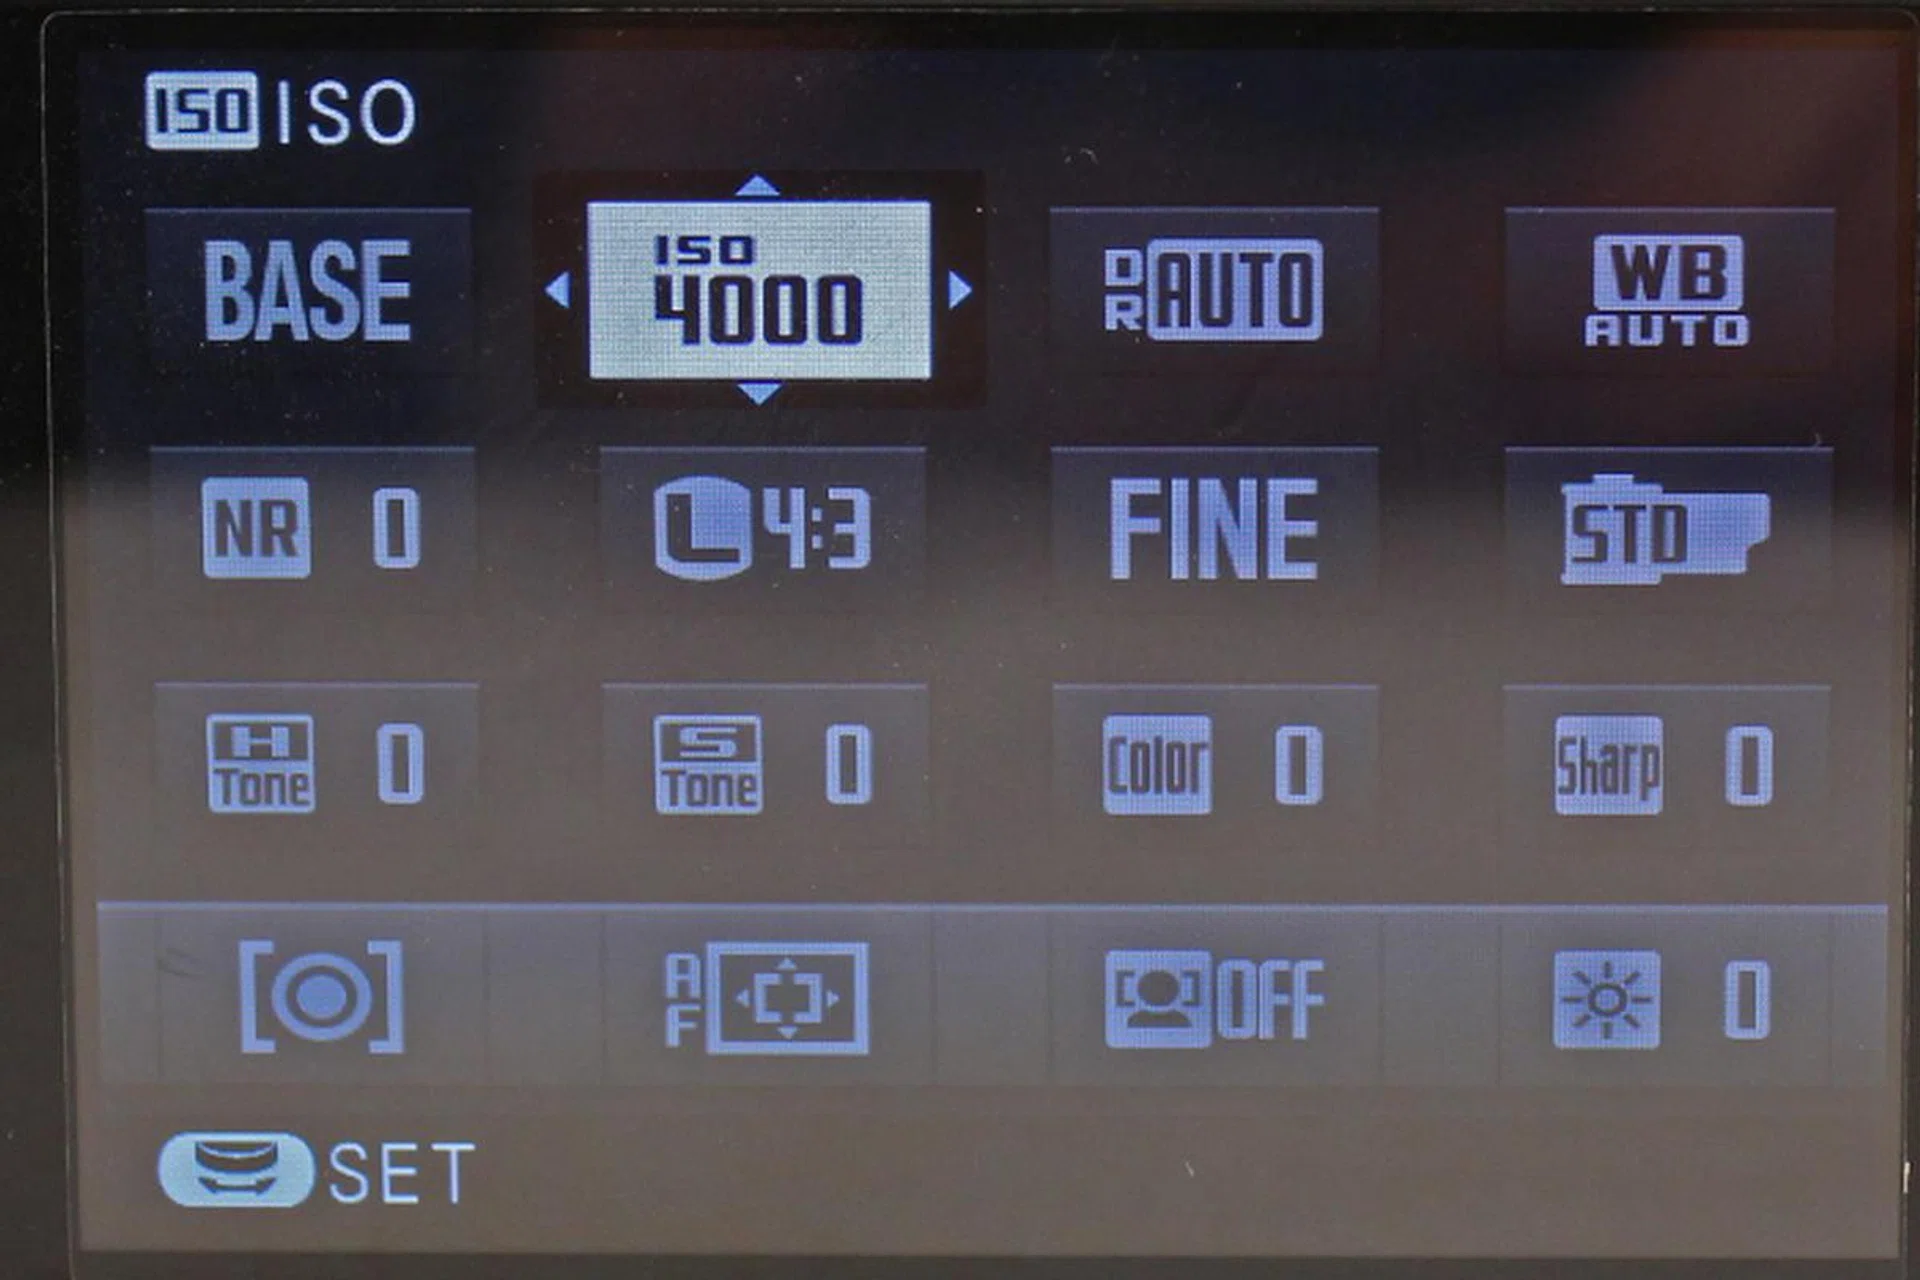 ISO ISO
BASE
ISO
4000
DR AUTO
WB
AUTO
NR 0
L 4:3
FINE
STD
H
Tone 0
S
Tone 0
Color 0
Sharp 0
AF
OFF
0
SET